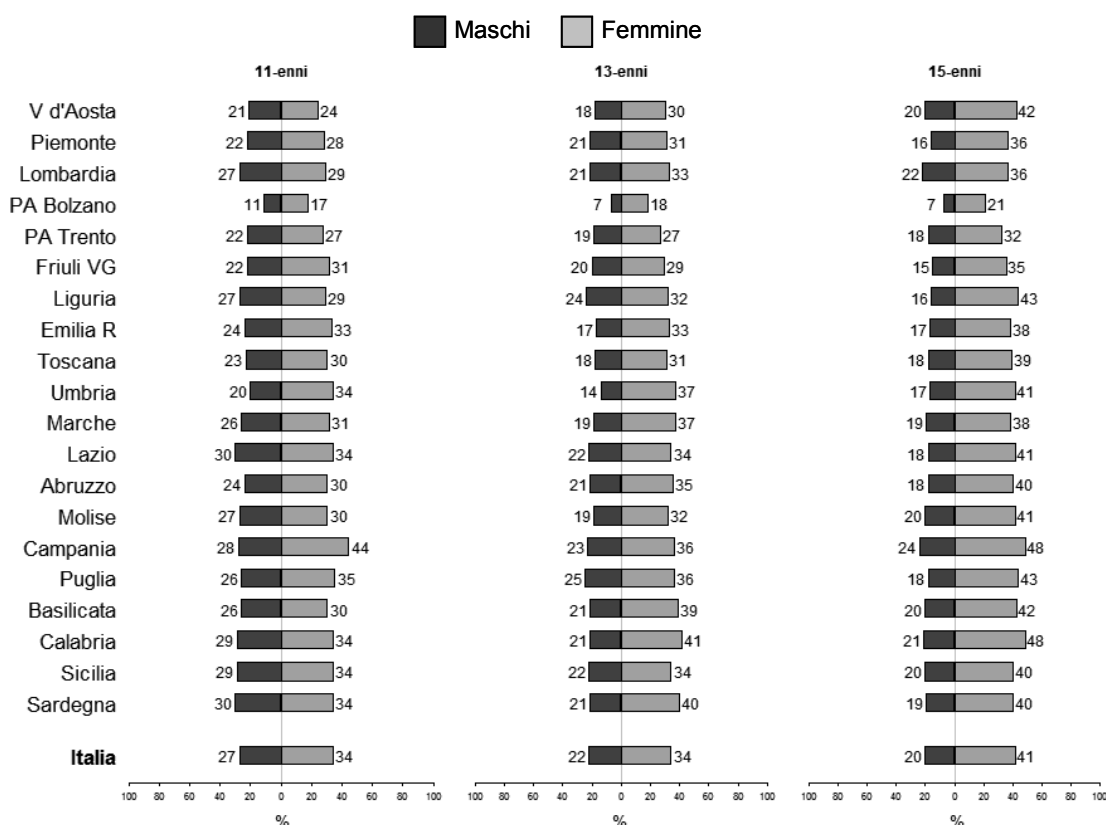 Maschi Femmine
11-enni 13-enni 15-enni
V d'Aosta 21 24 18 30 20 42
Piemonte 22 28 21 31 16 36
Lombardia 27 29 21 33 22 36
PA Bolzano 11 17 7 18 7 21
PA Trento 22 27 19 27 18 32
Friuli VG 22 31 20 29 15 35
Liguria 27 29 24 32 16 43
Emilia R 24 33 17 33 17 38
Toscana 23 30 18 31 18 39
Umbria 20 34 14 37 17 41
Marche 26 31 19 37 19 38
Lazio 30 34 22 34 18 41
Abruzzo 24 30 21 35 18 40
Molise 27 30 19 32 20 41
Campania 28 44 23 36 24 48
Puglia 26 35 25 36 18 43
Basilicata 26 30 21 39 20 42
Calabria 29 34 21 41 21 48
Sicilia 29 34 22 34 20 40
Sardegna 30 34 21 40 19 40
Italia 27 34 22 34 20 41
100 80 60 40 20 0 20 40 60 80 100 100 80 60 40 20 0 20 40 60 80 100 100 80 60 40 20 0 20 40 60 80 100
% % %